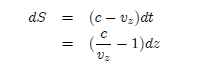 dS = (c − v_z)dt
= (c/v_z − 1)dz